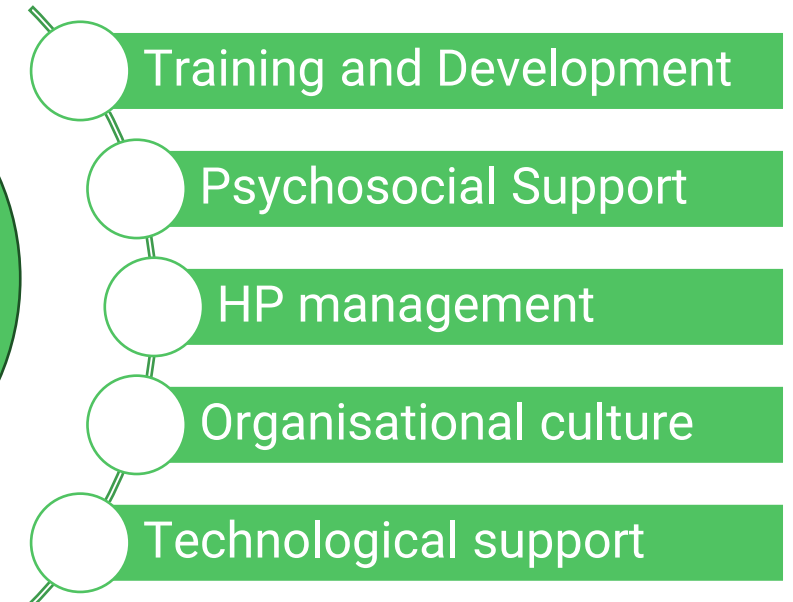 Training and Development
Psychosocial Support
HP management
Organisational culture
Technological support